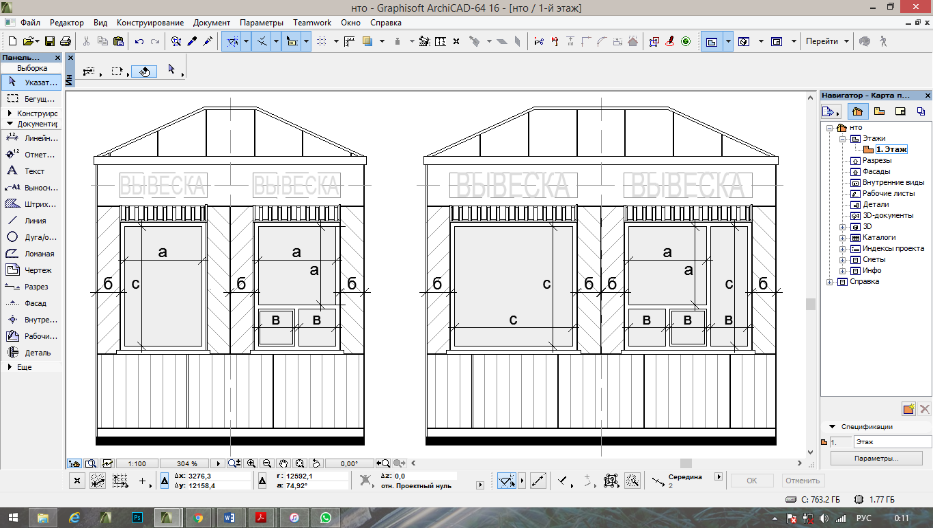 нто - Graphisoft ArchiCAD-64 16 - [нто / 1-й этаж]
Файл Редактор Вид Конструирование Документ Параметры Teamwork Окно Справка
Перейти
Панель...
Выборка
Указат...
Бегущ...
Конструирс
Документир
Линейн...
Отмет...
Текст
Выноон...
Штрих...
Линия
Дуга/о...
Ломаная
Чертеж
Разрез
Фасад
Внутре...
Рабочи...
Деталь
Еще
Ин
ВЫВЕСКА ВЫВЕСКА ВЫВЕСКА ВЫВЕСКА
а а а
а а
б с б б б б с б
с
с в в
в в в
Навигатор - Карта п...
нто
Этажи
1. Этаж
Разрезы
Фасады
Внутренние виды
Рабочие листы
Детали
3D-документы
3D
Каталоги
Индексы проекта
Сметы
Инфо
Справка
Спецификации
1. Этаж
Параметры...
1:100 304 % 0,00°
Δx: 3276,3
Δy: 12158,4
r: 12592,1
a: 74,92°
Δz: 0,0
отн. Проектный нуль
Середина
2
ОК Отменить
C: 763.2 ГБ 1.77 ГБ
РУС 0:11